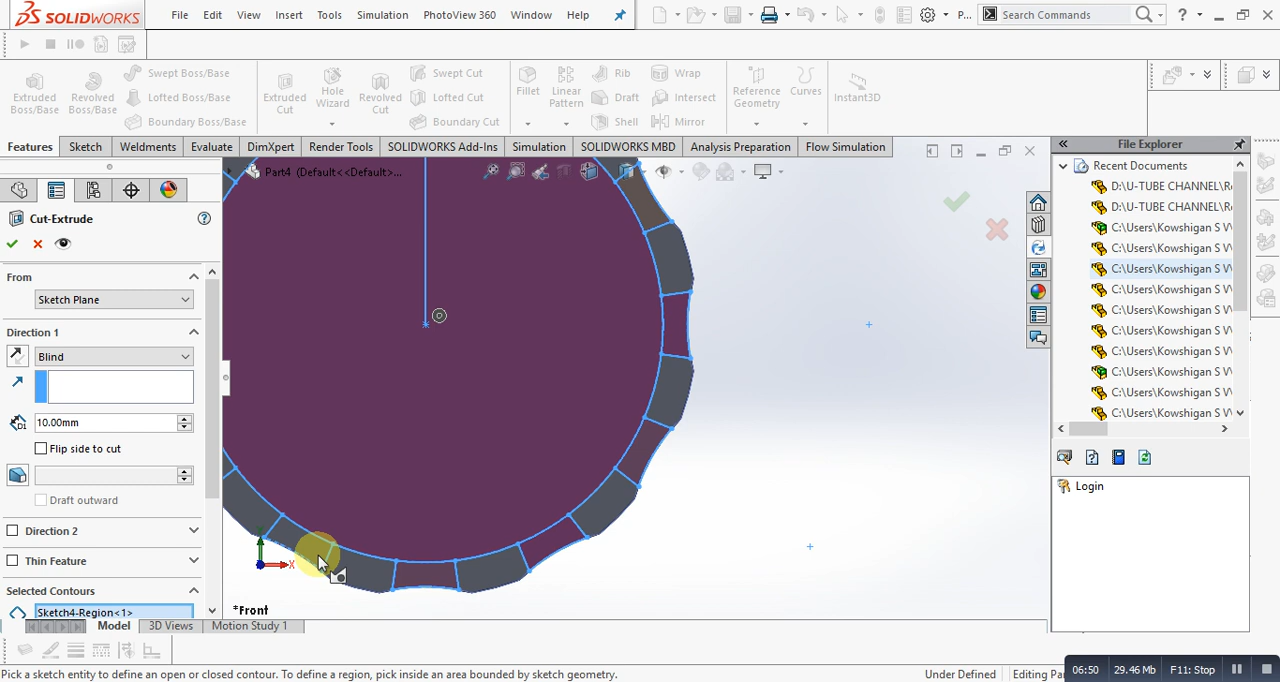 SOLIDWORKS File Edit View Insert Tools Simulation PhotoView 360 Window Help P... Search Commands ?
Extruded Boss/Base Revolved Boss/Base Swept Boss/Base Lofted Boss/Base Boundary Boss/Base Extruded Cut Hole Wizard Revolved Cut Swept Cut Lofted Cut Boundary Cut Fillet Linear Pattern Rib Draft Shell Wrap Intersect Mirror Reference Geometry Curves Instant3D
Features Sketch Weldments Evaluate DimXpert Render Tools SOLIDWORKS Add-Ins Simulation SOLIDWORKS MBD Analysis Preparation Flow Simulation
Part4 (Default<<Default>...
Cut-Extrude
From
Sketch Plane
Direction 1
Blind
10.00mm
Flip side to cut
Draft outward
Direction 2
Thin Feature
Selected Contours
Sketch4-Region<1>
X
*Front
File Explorer
Recent Documents
D:\U-TUBE CHANNEL\R
D:\U-TUBE CHANNEL\R
C:\Users\Kowshigan S V
C:\Users\Kowshigan S V
C:\Users\Kowshigan S V
C:\Users\Kowshigan S V
C:\Users\Kowshigan S V
C:\Users\Kowshigan S V
C:\Users\Kowshigan S V
C:\Users\Kowshigan S V
C:\Users\Kowshigan S V
C:\Users\Kowshigan S V
Login
Model 3D Views Motion Study 1
Pick a sketch entity to define an open or closed contour. To define a region, pick inside an area bounded by sketch geometry. Under Defined Editing Pa
06:50 29.46 MB F11: Stop